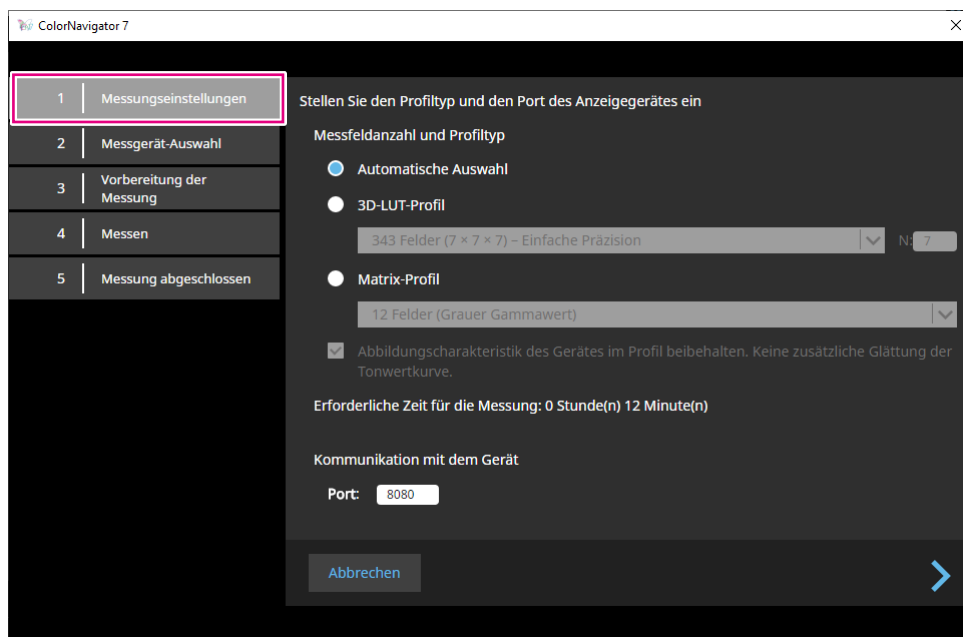 ColorNavigator 7
1 Messungseinstellungen
2 Messgerät-Auswahl
3 Vorbereitung der
Messung
4 Messen
5 Messung abgeschlossen
Stellen Sie den Profiltyp und den Port des Anzeigegerätes ein
Messfeldanzahl und Profiltyp
Automatische Auswahl
3D-LUT-Profil
343 Felder (7 × 7 × 7) – Einfache Präzision N: 7
Matrix-Profil
12 Felder (Grauer Gammawert)
Abbildungscharakteristik des Gerätes im Profil beibehalten. Keine zusätzliche Glättung der
Tonwertkurve.
Erforderliche Zeit für die Messung: 0 Stunde(n) 12 Minute(n)
Kommunikation mit dem Gerät
Port: 8080
Abbrechen